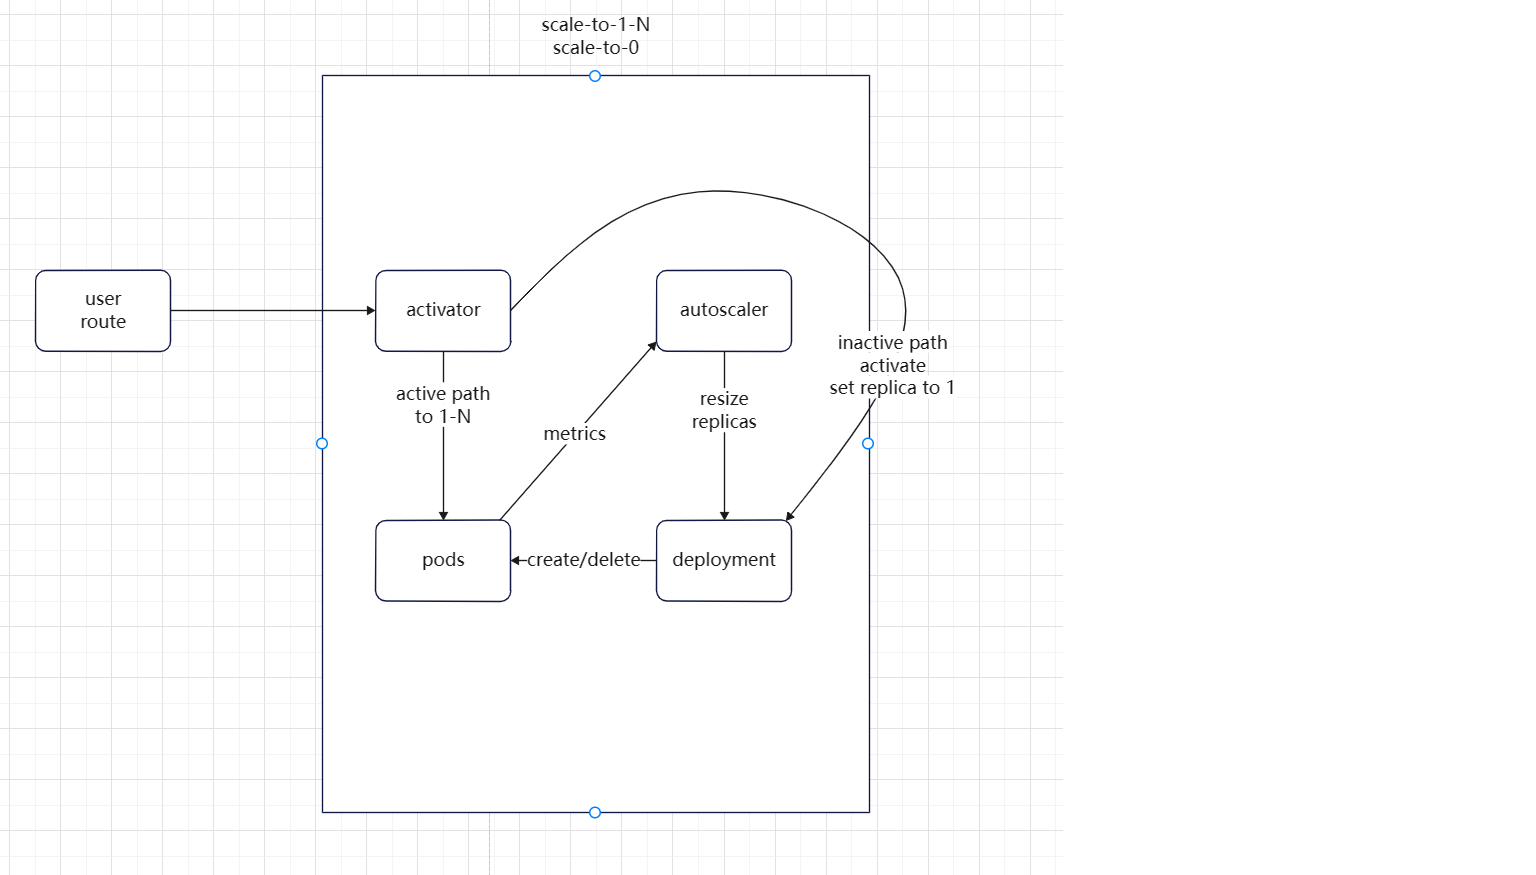 scale-to-1-N
scale-to-0
user
route
activator
autoscaler
inactive path
activate
set replica to 1
active path
to 1-N
resize
replicas
metrics
pods
create/delete
deployment